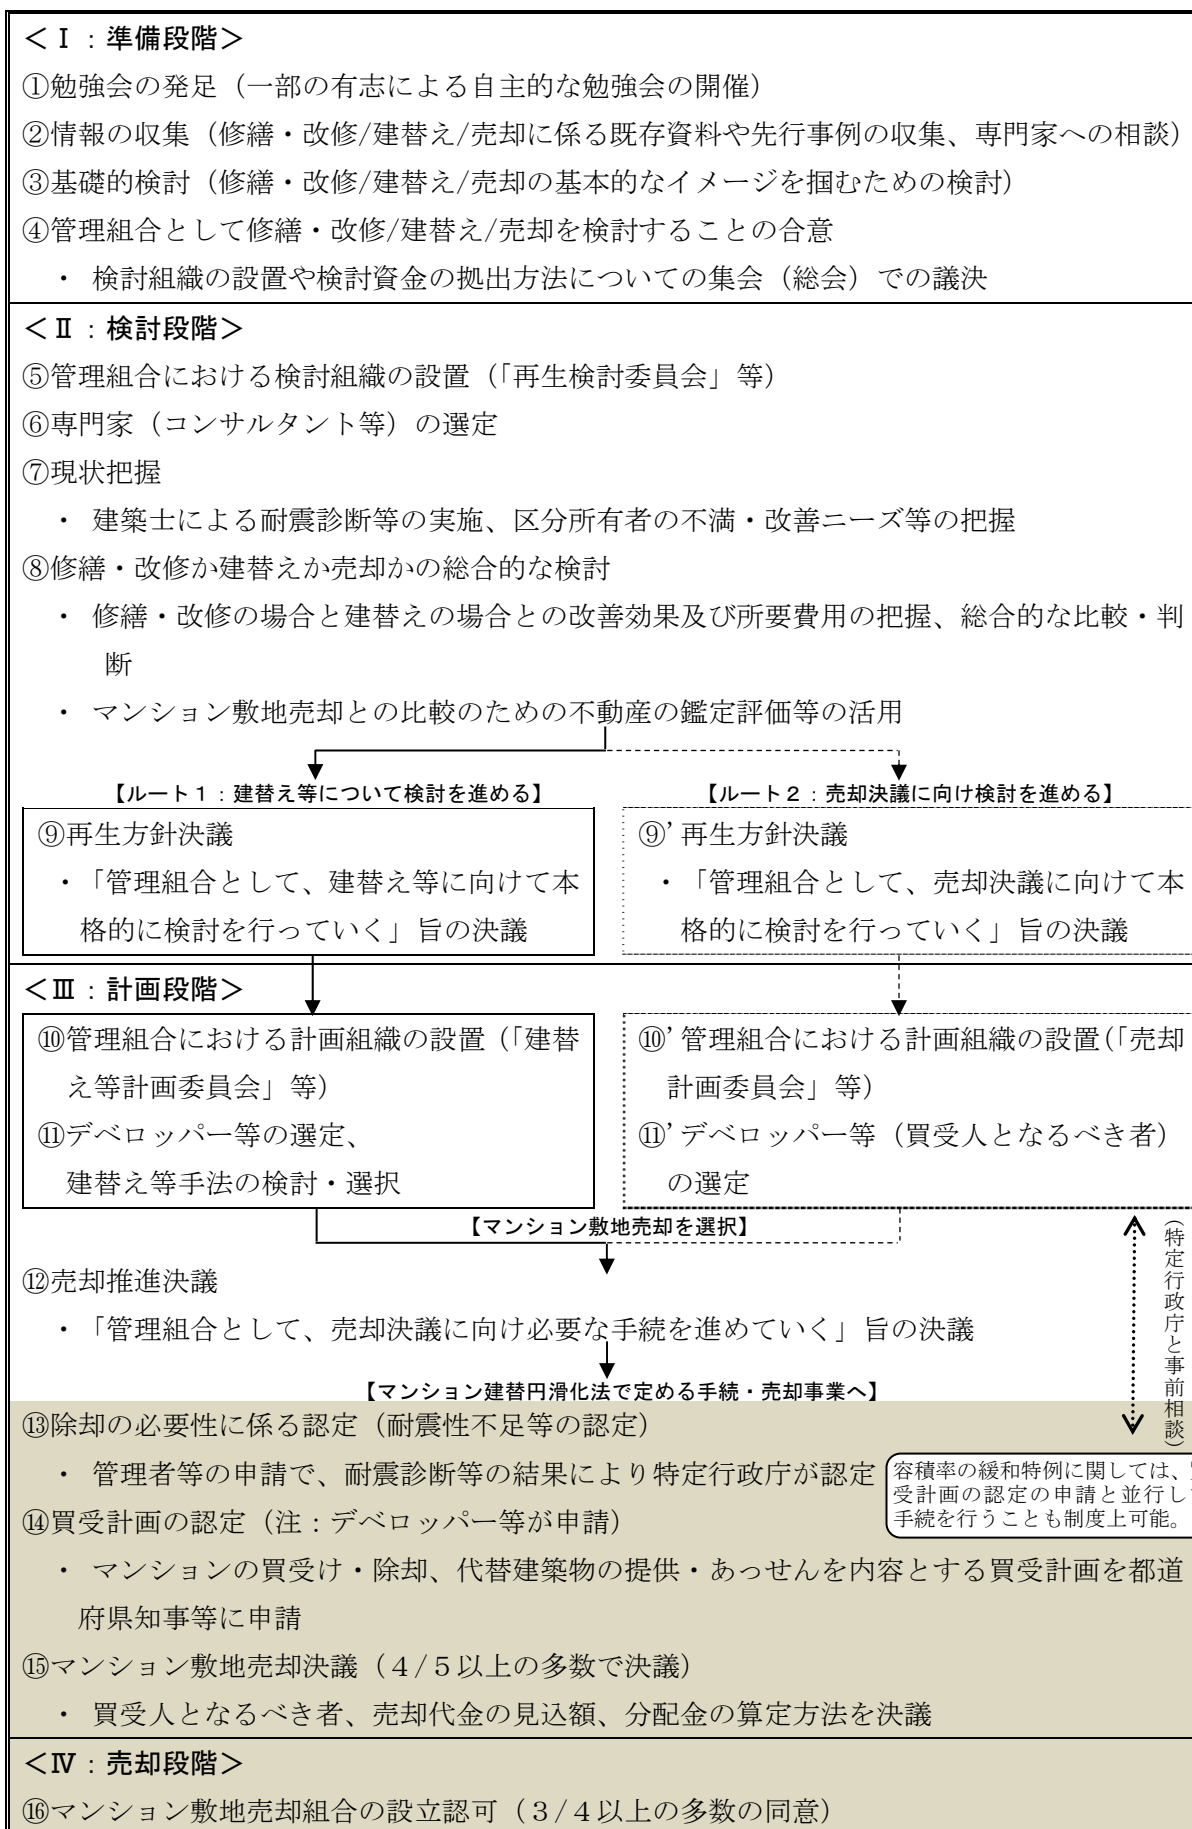 ＜Ⅰ：準備段階＞
①勉強会の発足（一部の有志による自主的な勉強会の開催）
②情報の収集（修繕・改修/建替え/売却に係る既存資料や先行事例の収集、専門家への相談）
③基礎的検討（修繕・改修/建替え/売却の基本的なイメージを掴むための検討）
④管理組合として修繕・改修/建替え/売却を検討することの合意
・ 検討組織の設置や検討資金の拠出方法についての集会（総会）での議決
＜Ⅱ：検討段階＞
⑤管理組合における検討組織の設置（「再生検討委員会」等）
⑥専門家（コンサルタント等）の選定
⑦現状把握
・ 建築士による耐震診断等の実施、区分所有者の不満・改善ニーズ等の把握
⑧修繕・改修か建替えか売却かの総合的な検討
・ 修繕・改修の場合と建替えの場合との改善効果及び所要費用の把握、総合的な比較・判
断
・ マンション敷地売却との比較のための不動産の鑑定評価等の活用
【ルート１：建替え等について検討を進める】
⑨再生方針決議
・「管理組合として、建替え等に向けて本
格的に検討を行っていく」旨の決議
【ルート２：売却決議に向け検討を進める】
⑨’再生方針決議
・「管理組合として、売却決議に向けて本
格的に検討を行っていく」旨の決議
＜Ⅲ：計画段階＞
⑩管理組合における計画組織の設置（「建替
え等計画委員会」等）
⑪デベロッパー等の選定、
建替え等手法の検討・選択
⑩’管理組合における計画組織の設置（「売却
計画委員会」等）
⑪’デベロッパー等（買受人となるべき者）
の選定
【マンション敷地売却を選択】
（特定行政庁と事前相談）
⑫売却推進決議
・「管理組合として、売却決議に向け必要な手続を進めていく」旨の決議
【マンション建替円滑化法で定める手続・売却事業へ】
⑬除却の必要性に係る認定（耐震性不足等の認定）
・ 管理者等の申請で、耐震診断等の結果により特定行政庁が認定
容積率の緩和特例に関しては、
受計画の認定の申請と並行し
手続を行うことも制度上可能。
⑭買受計画の認定（注：デベロッパー等が申請）
・ マンションの買受け・除却、代替建築物の提供・あっせんを内容とする買受計画を都道
府県知事等に申請
⑮マンション敷地売却決議（４/５以上の多数で決議）
・ 買受人となるべき者、売却代金の見込額、分配金の算定方法を決議
＜Ⅳ：売却段階＞
⑯マンション敷地売却組合の設立認可（３/４以上の多数の同意）